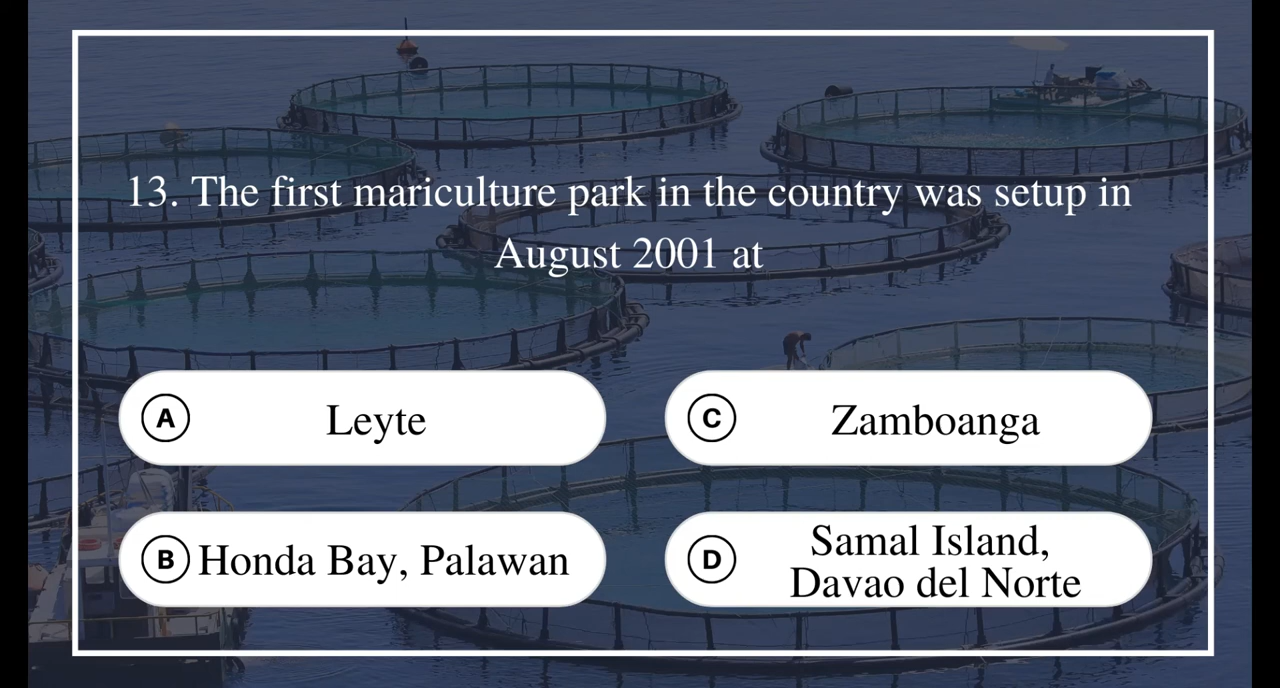 13. The first mariculture park in the country was setup in
August 2001 at
A Leyte
B Honda Bay, Palawan
C Zamboanga
D Samal Island,
Davao del Norte